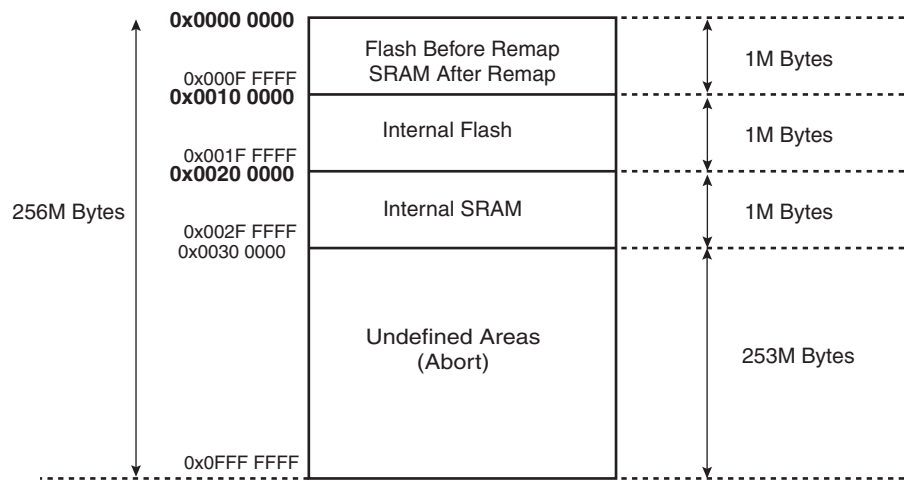 0x0000 0000
Flash Before Remap
SRAM After Remap
1M Bytes
0x000F FFFF
0x0010 0000
Internal Flash
1M Bytes
0x001F FFFF
0x0020 0000
256M Bytes
Internal SRAM
1M Bytes
0x002F FFFF
0x0030 0000
Undefined Areas
(Abort)
253M Bytes
0x0FFF FFFF